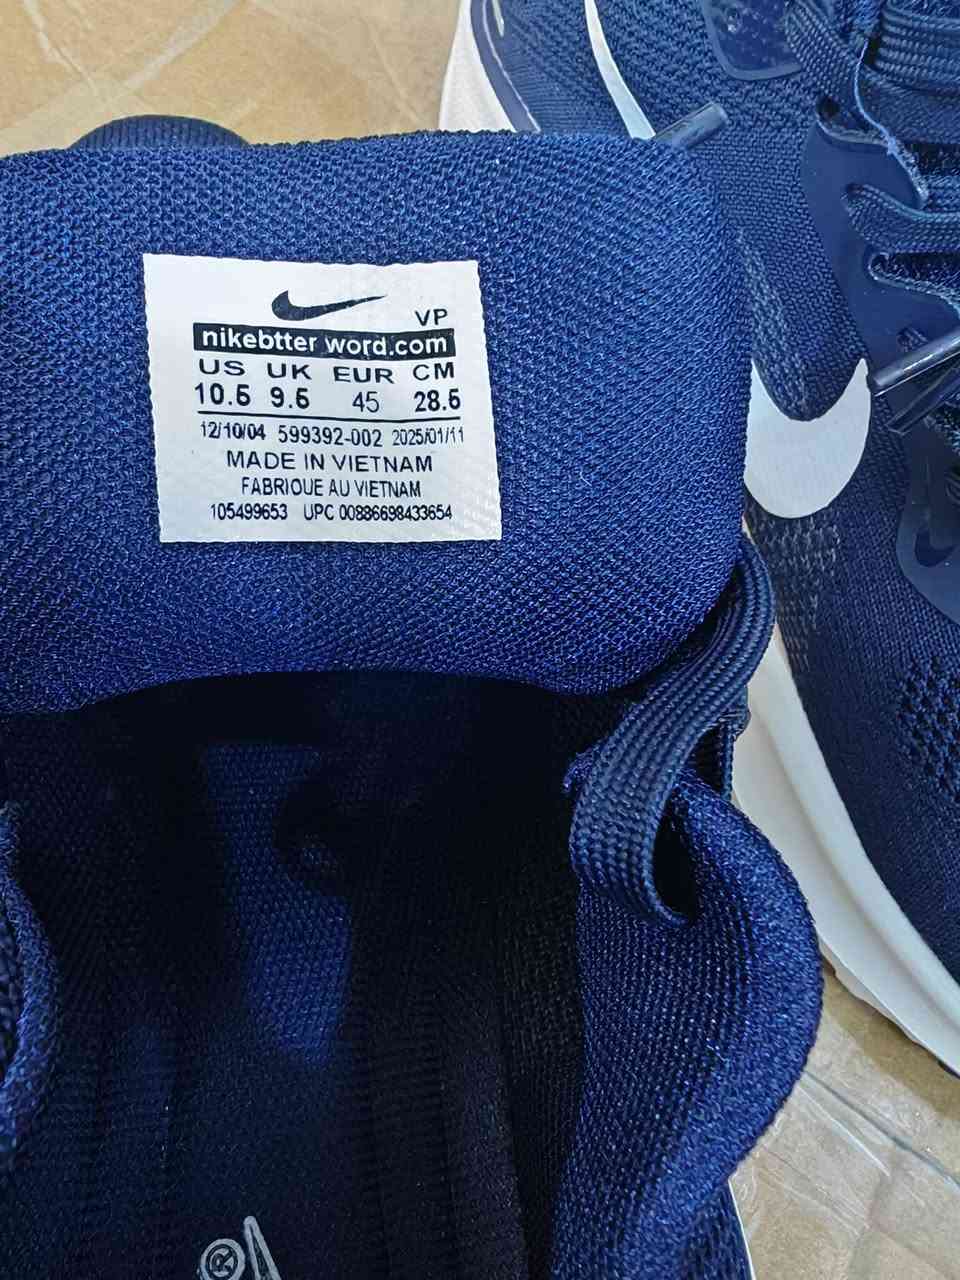 VP
nikebtter word.com
US UK EUR CM
10.5 9.5 45 28.5
12/10/04 599392-002 2025/01/11
MADE IN VIETNAM
FABRIQUE AU VIETNAM
105499653 UPC 00886698433654
®